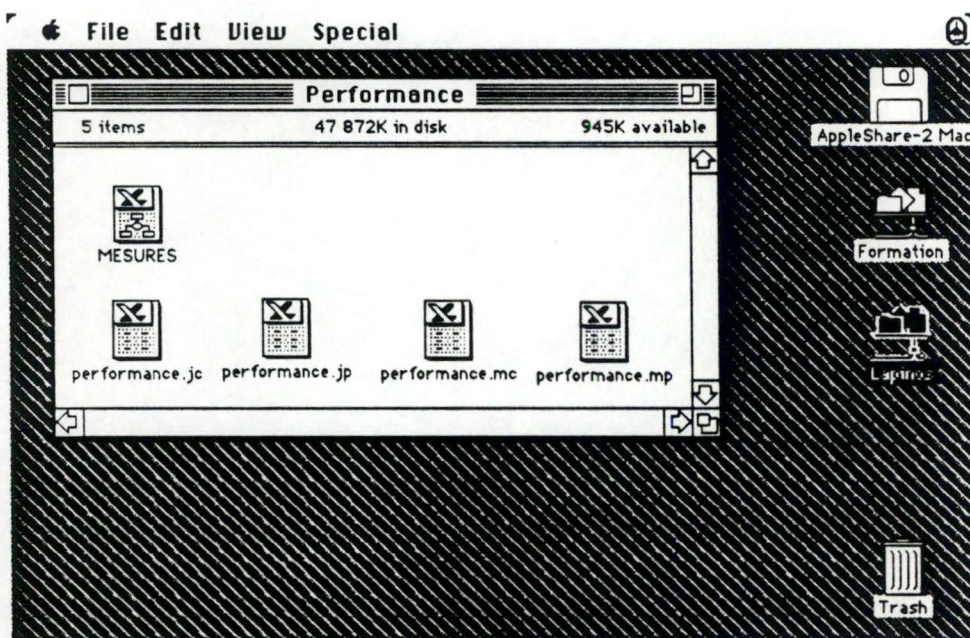 File Edit View Special
Performance
5 items 47 872K in disk 945K available
MESURES
performance.jc performance.jp performance.mc performance.mp
AppleShare-2 Mac
Formation
Trash